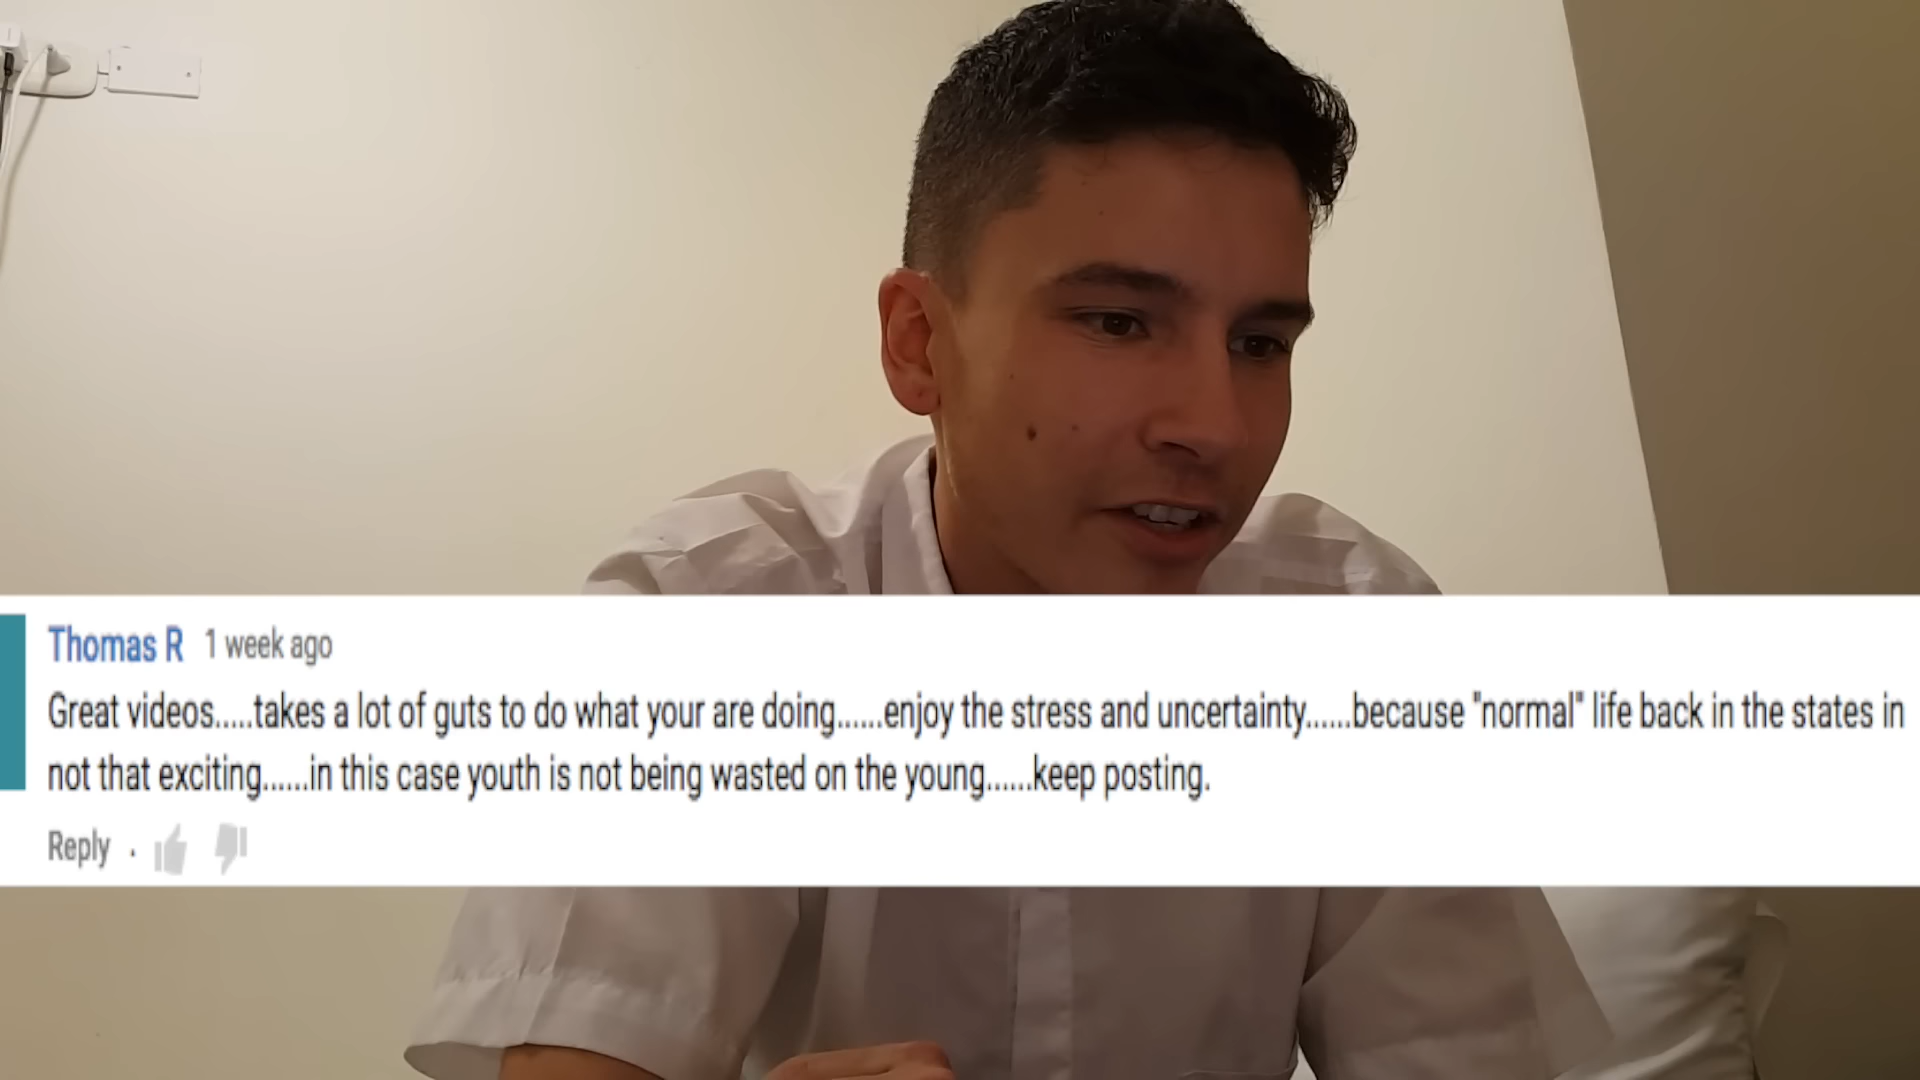 Thomas R 1 week ago
Great videos.....takes a lot of guts to do what your are doing......enjoy the stress and uncertainty......because "normal" life back in the states in
not that exciting......in this case youth is not being wasted on the young......keep posting.
Reply .